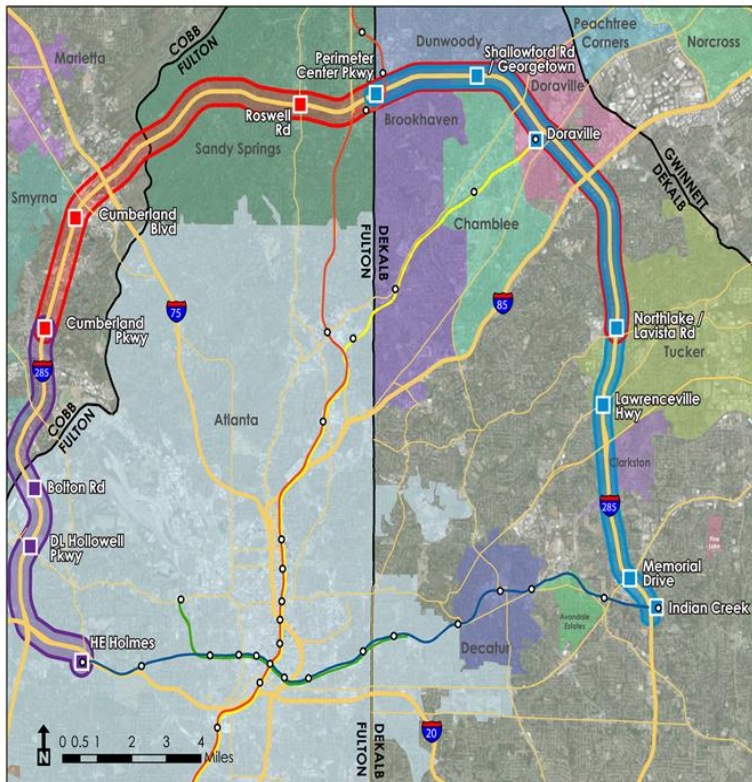 Marietta
COBB
FULTON
Perimeter
Center Pkwy
Dunwoody
Shallowford Rd
/ Georgetown
Peachtree
Corners
Norcross
Doraville
Roswell
Rd
Brookhaven
Doraville
Sandy Springs
Smyrna
Cumberland
Blvd
Chamblee
GWINNETT
DEKALB
DEKALB
FULTON
75
85
Cumberland
Pkwy
Northlake /
Lavista Rd
Tucker
285
COBB
FULTON
Atlanta
Lawrenceville
Hwy
Clarkston
Bolton Rd
285
DL Hollowell
Pkwy
Pine
Lake
Memorial
Drive
Indian Creek
Avondale
Estates
HE Holmes
Decatur
N
0 0.5 1 2 3 4
Miles
DEKALB
FULTON
20